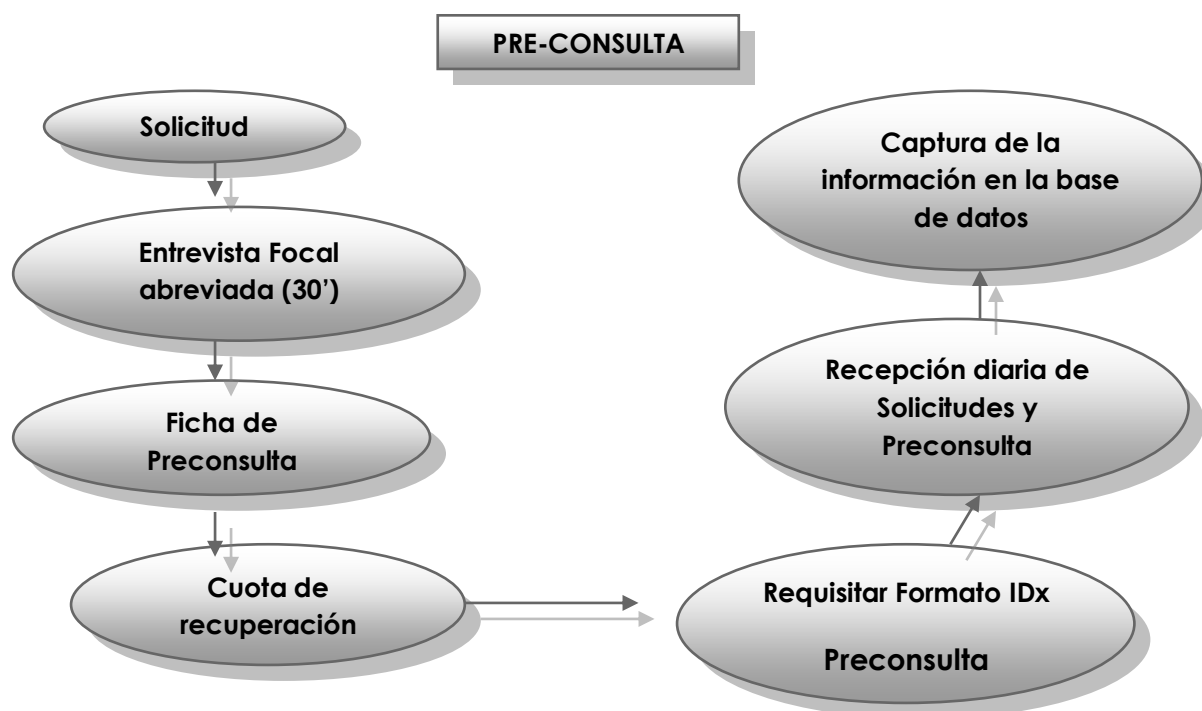 PRE-CONSULTA
Solicitud
Entrevista Focal
abreviada (30’)
Ficha de
Preconsulta
Cuota de
recuperación
Requisitar Formato IDx
Preconsulta
Recepción diaria de
Solicitudes y
Preconsulta
Captura de la
información en la base
de datos